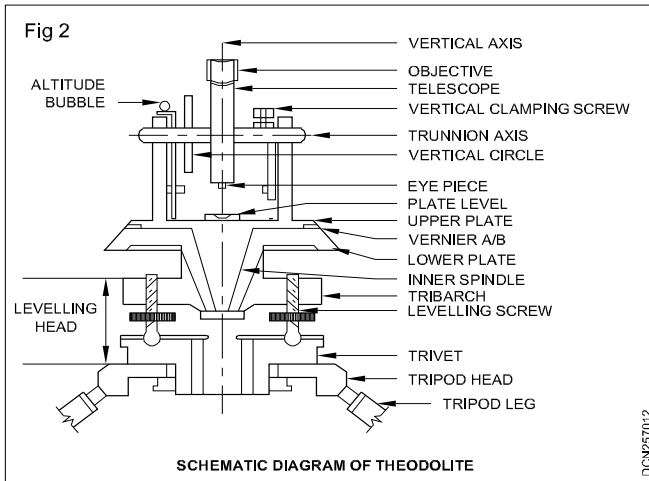 Fig 2
VERTICAL AXIS
OBJECTIVE
TELESCOPE
ALTITUDE
BUBBLE
VERTICAL CLAMPING SCREW
TRUNNION AXIS
VERTICAL CIRCLE
EYE PIECE
PLATE LEVEL
UPPER PLATE
VERNIER A/B
LOWER PLATE
INNER SPINDLE
TRIBARCH
LEVELLING SCREW
LEVELLING
HEAD
TRIVET
TRIPOD HEAD
TRIPOD LEG
SCHEMATIC DIAGRAM OF THEODOLITE
DCN257012